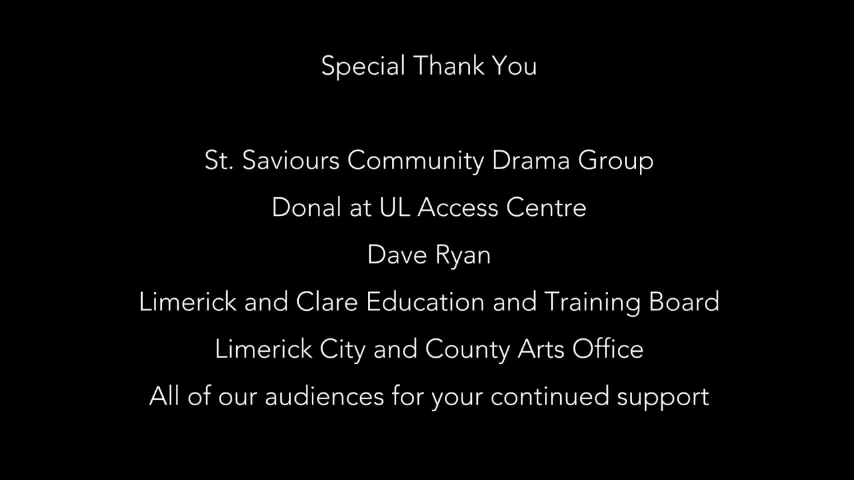 Special Thank You
St. Saviours Community Drama Group
Donal at UL Access Centre
Dave Ryan
Limerick and Clare Education and Training Board
Limerick City and County Arts Office
All of our audiences for your continued support